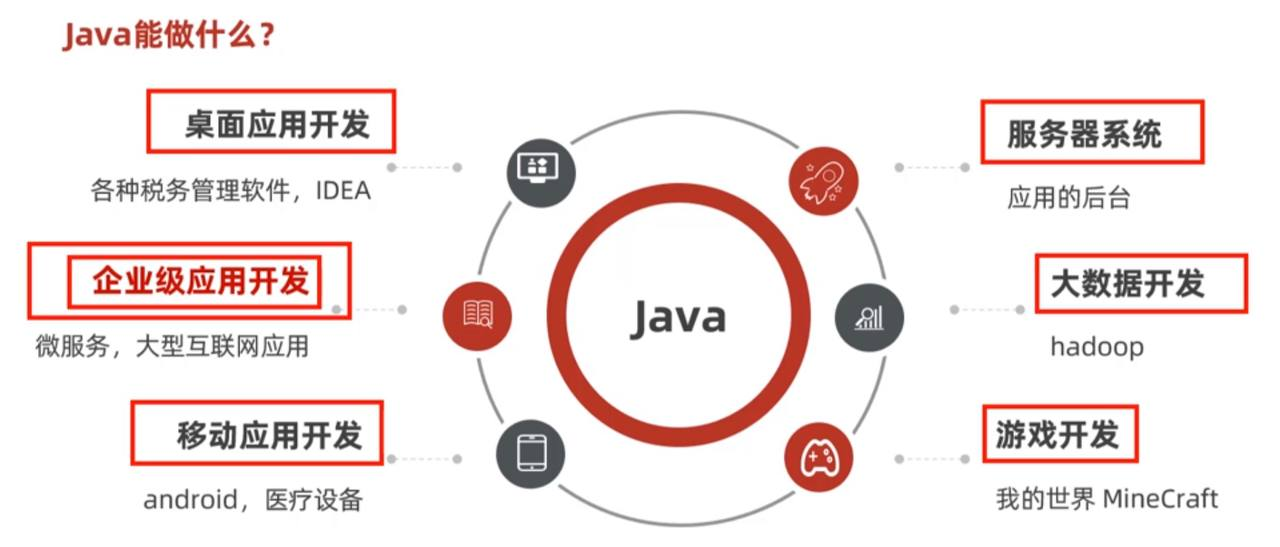 Java能做什么？
桌面应用开发
各种税务管理软件，IDEA
企业级应用开发
微服务，大型互联网应用
移动应用开发
android，医疗设备
Java
服务器系统
应用的后台
大数据开发
hadoop
游戏开发
我的世界 MineCraft